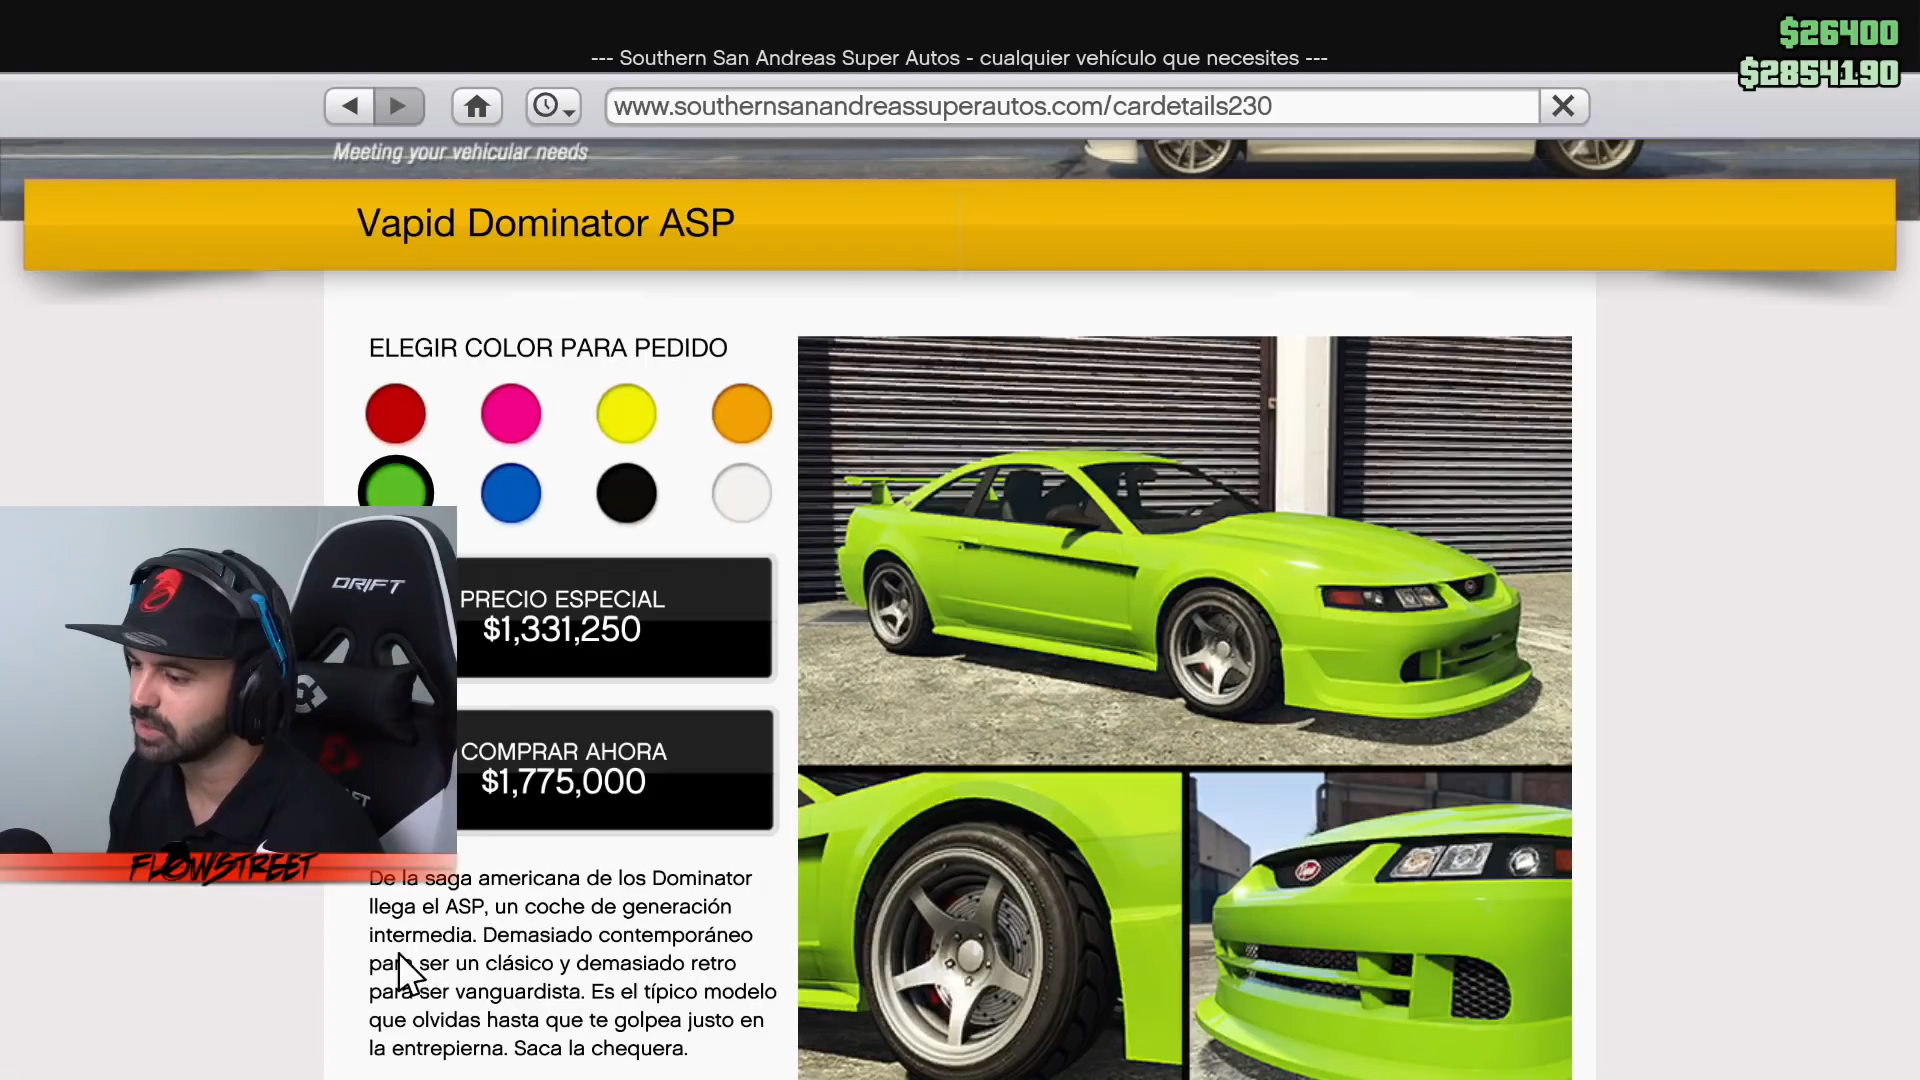 $26400
--- Southern San Andreas Super Autos - cualquier vehículo que necesites ---
$2854190
www.southernsanandreassuperautos.com/cardetails230
Meeting your vehicular needs
Vapid Dominator ASP
ELEGIR COLOR PARA PEDIDO
PRECIO ESPECIAL
$1,331,250
DRIFT
COMPRAR AHORA
$1,775,000
FLOWSTREET
De la saga americana de los Dominator
llega el ASP, un coche de generación
intermedia. Demasiado contemporáneo
para ser un clásico y demasiado retro
para ser vanguardista. Es el típico modelo
que olvidas hasta que te golpea justo en
la entrepierna. Saca la chequera.